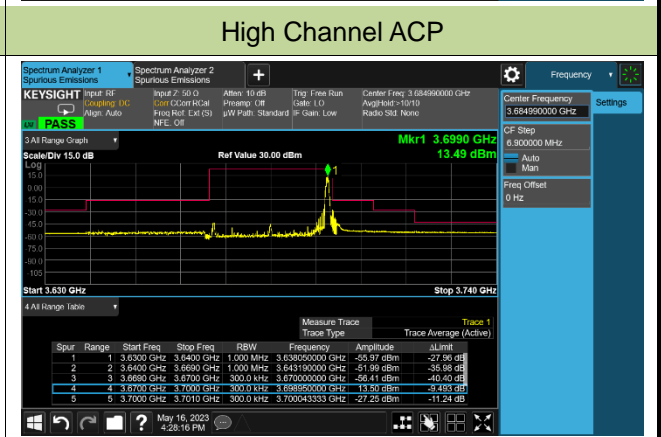 High Channel ACP
Spectrum Analyzer 1
Spurious Emissions
Spectrum Analyzer 2
Spurious Emissions
+
Frequency
KEYSIGHT
PASS
Input: RF
Coupling: DC
Align: Auto
Input Z: 50 Ω
Corr CCorr RCal
Freq Ref: Ext (S)
NFE: Off
Atten: 10 dB
Preamp: Off
µW Path: Standard
Trig: Free Run
Gate: LO
IF Gain: Low
Center Freq: 3.684990000 GHz
Avg|Hold:>10/10
Radio Std: None
Center Frequency
3.684990000 GHz
Settings
CF Step
6.900000 MHz
Auto
Man
Freq Offset
0 Hz
3 All Range Graph
Mkr1 3.6990 GHz
Scale/Div 15.0 dB
Ref Value 30.00 dBm
13.49 dBm
Log
15.0
0.00
-15.0
-30.0
-45.0
-60.0
-75.0
-90.0
-105
1
Start 3.630 GHz
Stop 3.740 GHz
4 All Range Table
Measure Trace Trace 1
Trace Type Trace Average (Active)
Spur Range Start Freq Stop Freq RBW Frequency Amplitude ΔLimit
1 1 3.6300 GHz 3.6400 GHz 1.000 MHz 3.638050000 GHz -55.97 dBm -27.96 dB
2 2 3.6400 GHz 3.6690 GHz 1.000 MHz 3.643190000 GHz -51.99 dBm -35.98 dB
3 3 3.6690 GHz 3.6700 GHz 300.0 kHz 3.670000000 GHz -56.41 dBm -40.40 dB
4 4 3.6700 GHz 3.7000 GHz 300.0 kHz 3.698950000 GHz 13.50 dBm -9.493 dB
5 5 3.7000 GHz 3.7010 GHz 300.0 kHz 3.700043333 GHz -27.25 dBm -11.24 dB
?
May 16, 2023
4:28:16 PM